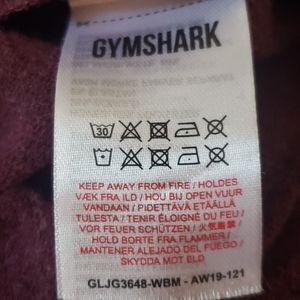 GYMSHARK
30
KEEP AWAY FROM FIRE / HOLDES
VÆK FRA ILD / HOU BIJ OPEN VUUR
VANDAAN / PIDETTÄVÄ ETÄÄLLÄ
TULESTA / TENIR ÉLOIGNÉ DU FEU /
VOR FEUER SCHÜTZEN / 火気厳禁 /
HOLD BORTE FRA FLAMMER /
MANTENER ALEJADO DEL FUEGO /
SKYDDA MOT ELD
GLJG3648-WBM - AW19-121